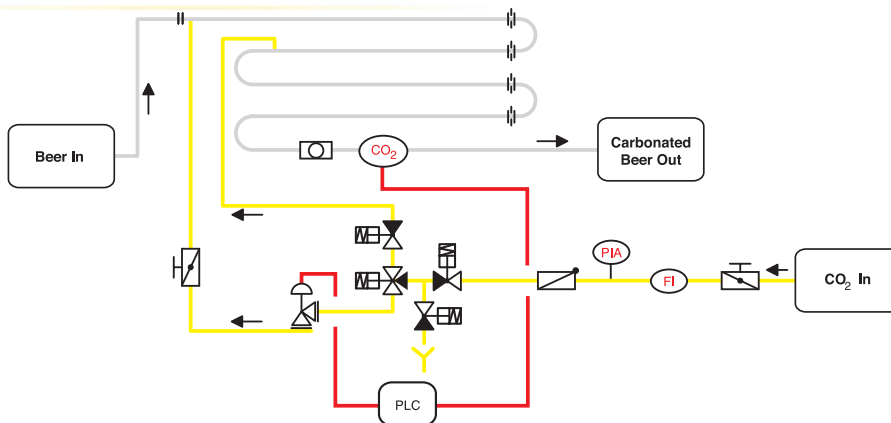 Beer In
CO₂
Carbonated
Beer Out
PIA
FI
CO₂ In
PLC